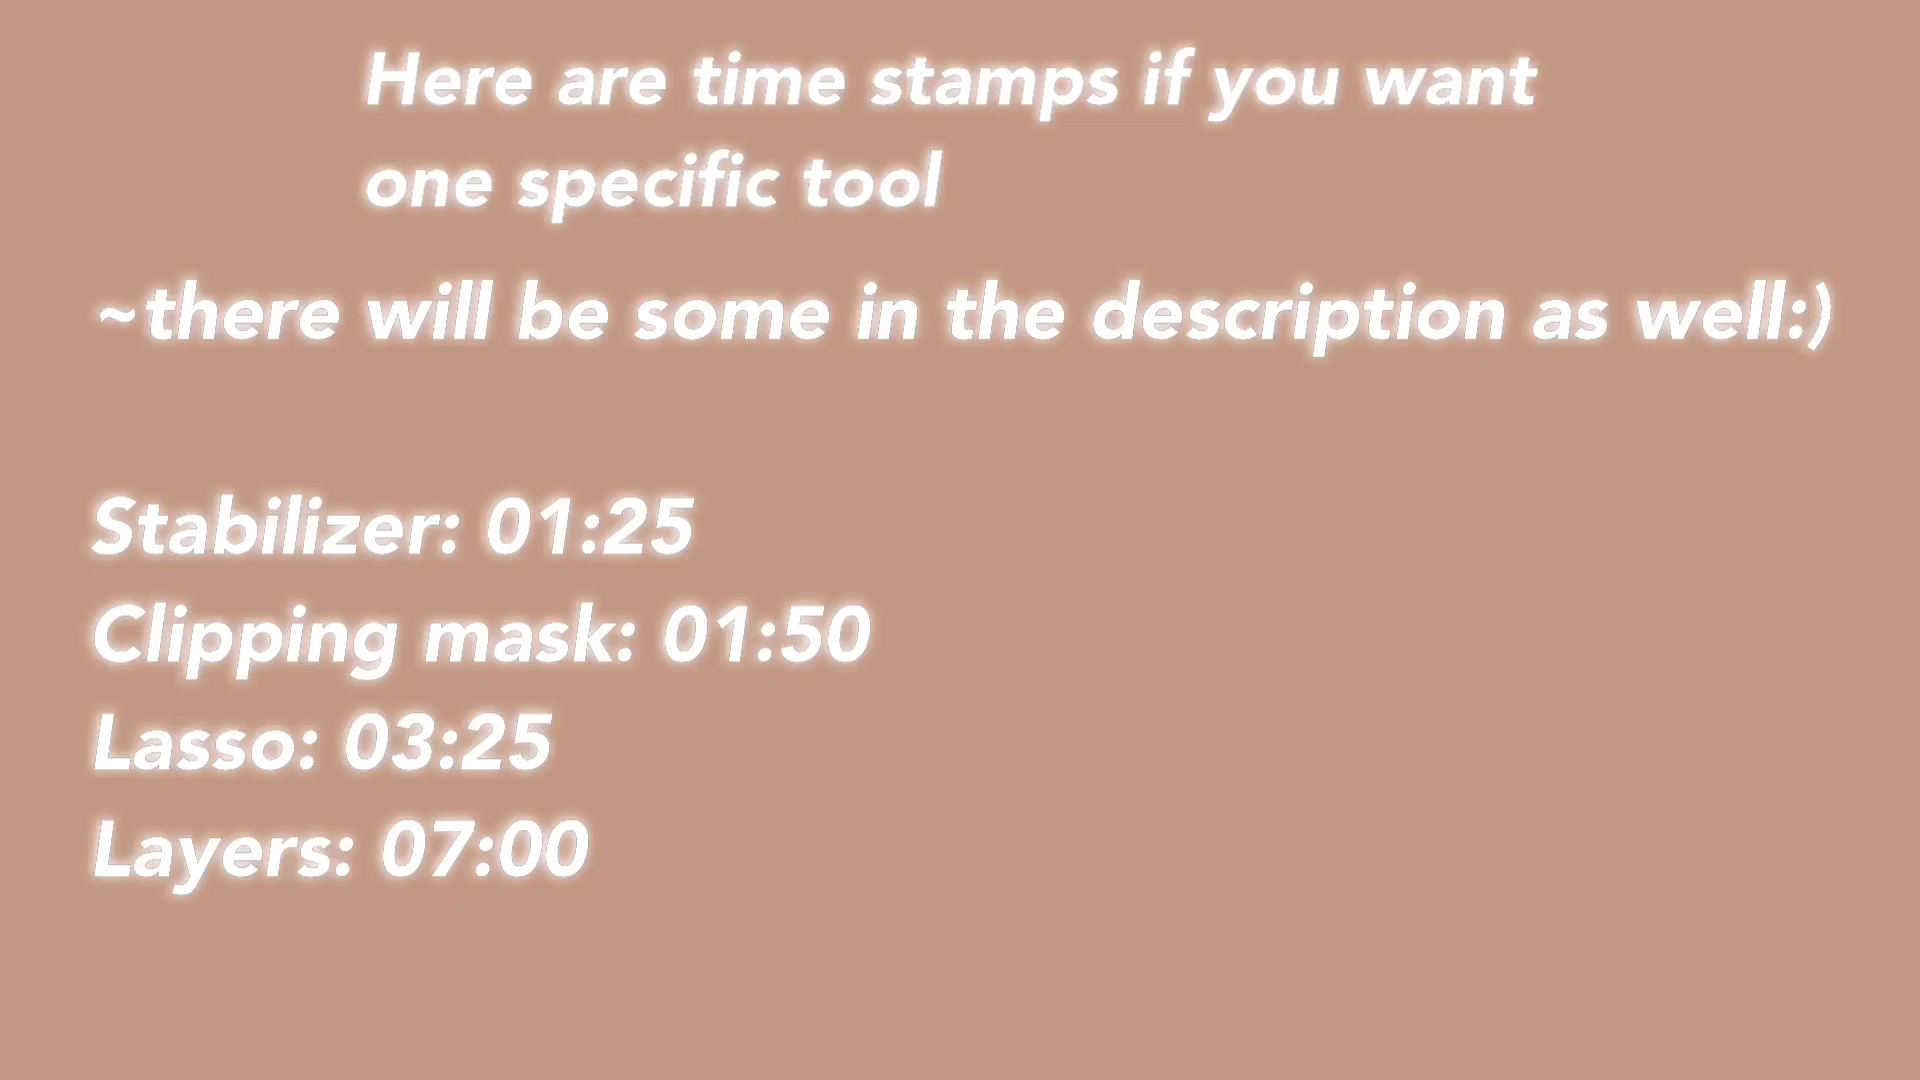 Here are time stamps if you want
one specific tool
~there will be some in the description as well:)
Stabilizer: 01:25
Clipping mask: 01:50
Lasso: 03:25
Layers: 07:00